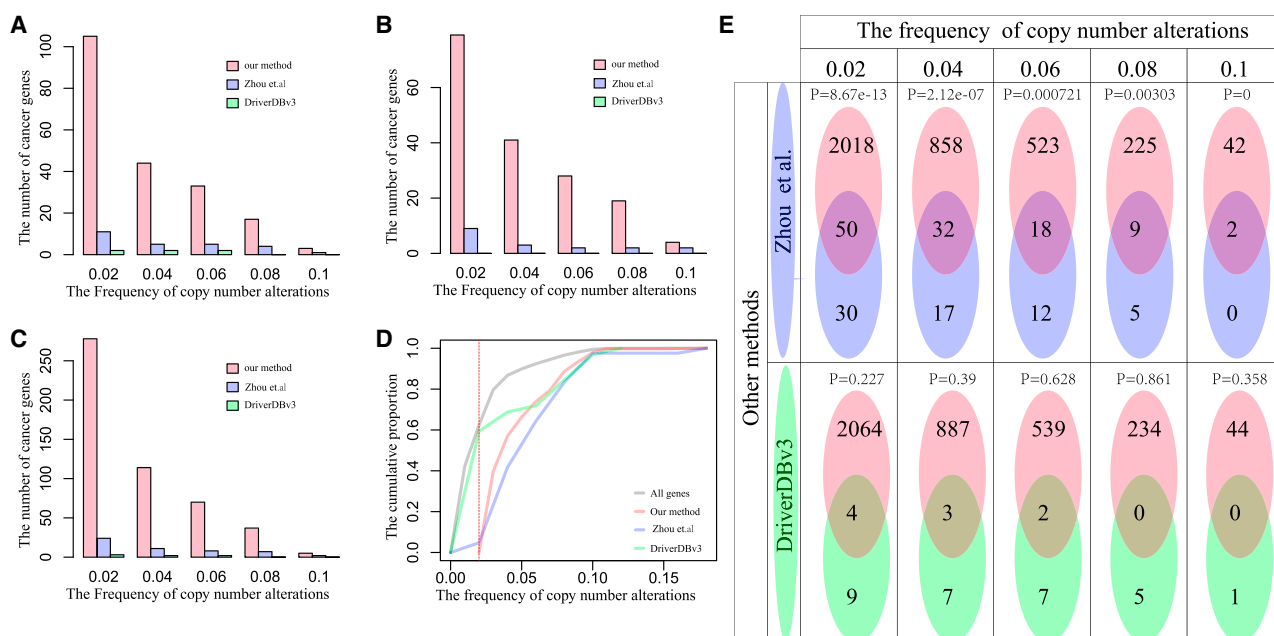 A
The number of cancer genes
100
80
60
40
20
0
our method
Zhou et.al
DriverDBv3
0.02 0.04 0.06 0.08 0.1
The Frequency of copy number alterations
B
The number of cancer genes
60
40
20
0
our method
Zhou et.al
DriverDBv3
0.02 0.04 0.06 0.08 0.1
The Frequency of copy number alterations
C
The number of cancer genes
250
200
150
100
50
0
our method
Zhou et.al
DriverDBv3
0.02 0.04 0.06 0.08 0.1
The Frequency of copy number alterations
D
The cumulative proportion
1.0
0.8
0.6
0.4
0.2
0.0
All genes
Our method
Zhou et.al
DriverDBv3
0.00 0.05 0.10 0.15
The frequency of copy number alterations
E
The frequency of copy number alterations
0.02 0.04 0.06 0.08 0.1
Other methods
Zhou et al.
P=8.67e-13 P=2.12e-07 P=0.000721 P=0.00303 P=0
2018 858 523 225 42
50 32 18 9 2
30 17 12 5 0
DriverDBv3
P=0.227 P=0.39 P=0.628 P=0.861 P=0.358
2064 887 539 234 44
4 3 2 0 0
9 7 7 5 1